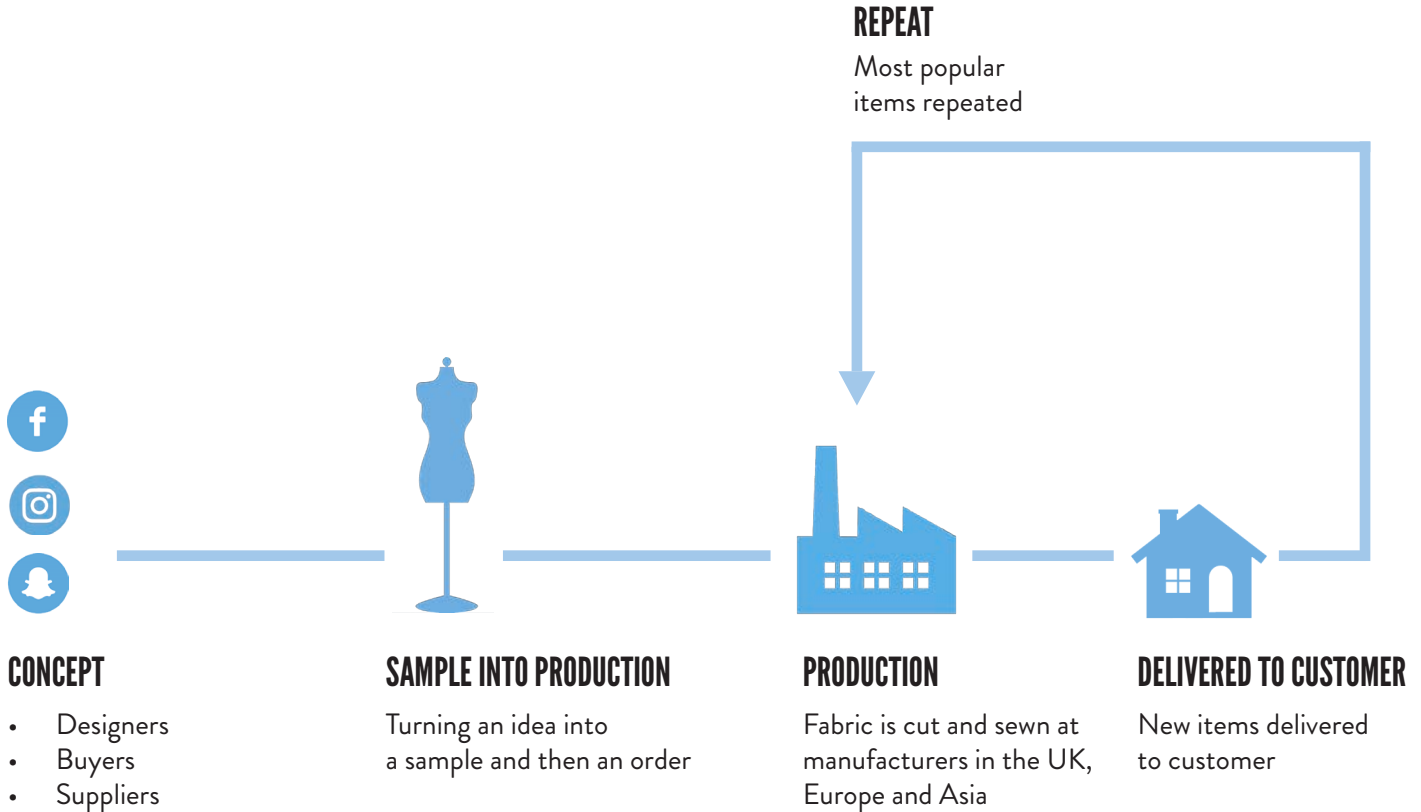 REPEAT
Most popular
items repeated
CONCEPT
• Designers
• Buyers
• Suppliers
SAMPLE INTO PRODUCTION
Turning an idea into
a sample and then an order
PRODUCTION
Fabric is cut and sewn at
manufacturers in the UK,
Europe and Asia
DELIVERED TO CUSTOMER
New items delivered
to customer